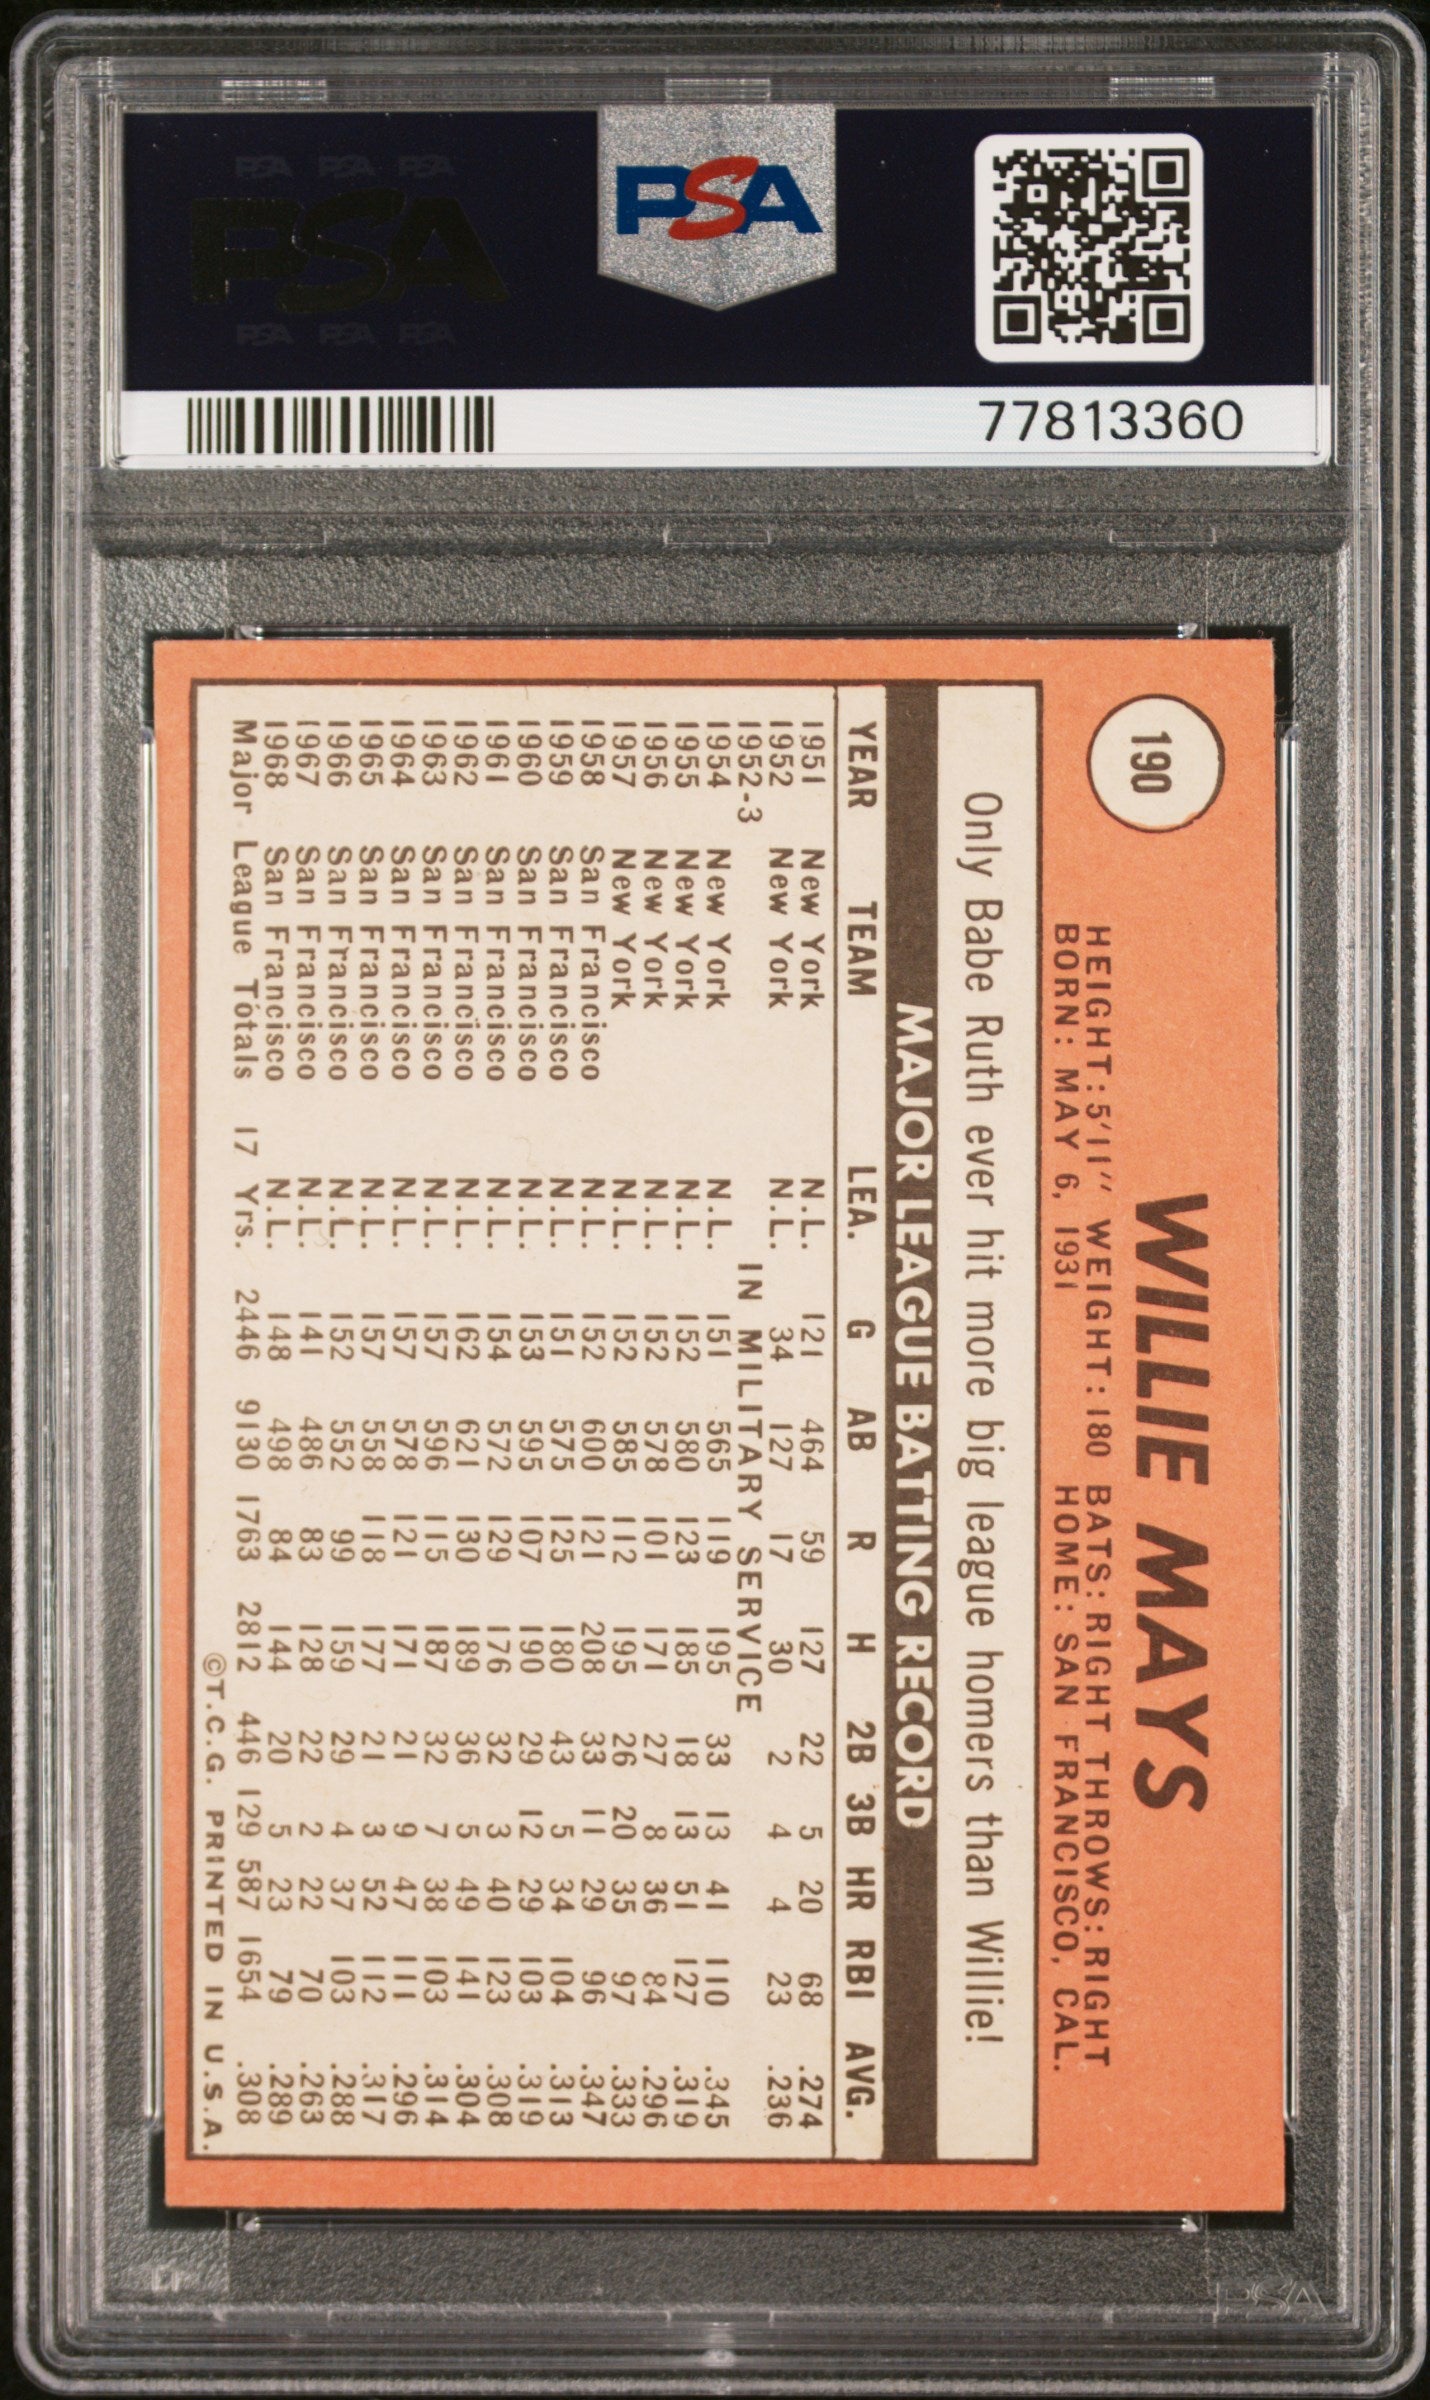 PSA PSA PSA
PSA
PSA PSA PSA
PSA
77813360
190
WILLIE MAYS
HEIGHT: 5'11" WEIGHT: 180 BATS: RIGHT THROWS: RIGHT
BORN: MAY 6, 1931 HOME: SAN FRANCISCO, CAL.
Only Babe Ruth ever hit more big league homers than Willie!
MAJOR LEAGUE BATTING RECORD
YEAR TEAM LEA. G AB R H 2B 3B HR RBI AVG.
1951 New York N.L. 121 464 59 127 22 5 20 68 .274
1952 New York N.L. 34 127 17 30 2 4 4 23 .236
1952-3 IN MILITARY SERVICE
1954 New York N.L. 151 565 119 195 33 13 41 110 .345
1955 New York N.L. 152 580 123 185 18 13 51 127 .319
1956 New York N.L. 152 578 101 171 27 8 36 84 .296
1957 New York N.L. 152 585 112 195 26 20 35 97 .333
1958 San Francisco N.L. 152 600 121 208 33 11 29 96 .347
1959 San Francisco N.L. 151 575 125 180 43 5 34 104 .313
1960 San Francisco N.L. 153 595 107 190 29 12 29 103 .319
1961 San Francisco N.L. 154 572 129 176 32 3 40 123 .308
1962 San Francisco N.L. 162 621 130 189 36 5 49 141 .304
1963 San Francisco N.L. 157 596 115 187 32 7 38 103 .314
1964 San Francisco N.L. 157 578 121 171 21 9 47 111 .296
1965 San Francisco N.L. 157 558 118 177 21 3 52 112 .317
1966 San Francisco N.L. 152 552 99 159 29 4 37 103 .288
1967 San Francisco N.L. 141 486 83 128 22 2 22 70 .263
1968 San Francisco N.L. 148 498 84 144 20 5 23 79 .289
Major League Totals 17 Yrs. 2446 9130 1763 2812 446 129 587 1654 .308
©T.C.G. PRINTED IN U.S.A.
PSA